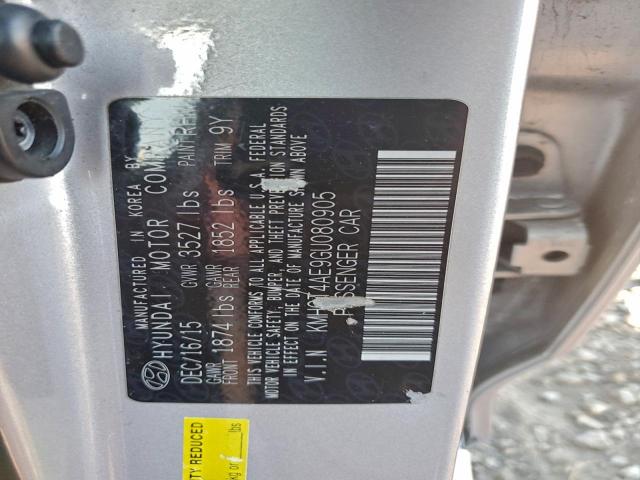 MANUFACTURED IN KOREA BY
HYUNDAI MOTOR COMPANY
DEC/16/15 GVWR 3527 lbs PAINT
GAWR FRONT 1874 lbs GAWR REAR 1852 lbs TRIM 9Y
THIS VEHICLE CONFORMS TO ALL APPLICABLE U.S.A. FEDERAL
MOTOR VEHICLE SAFETY, BUMPER, AND THEFT PREVENTION STANDARDS
IN EFFECT ON THE DATE OF MANUFACTURE SHOWN ABOVE
V.I.N
PASSENGER CAR
REDUCED
kg or lbs